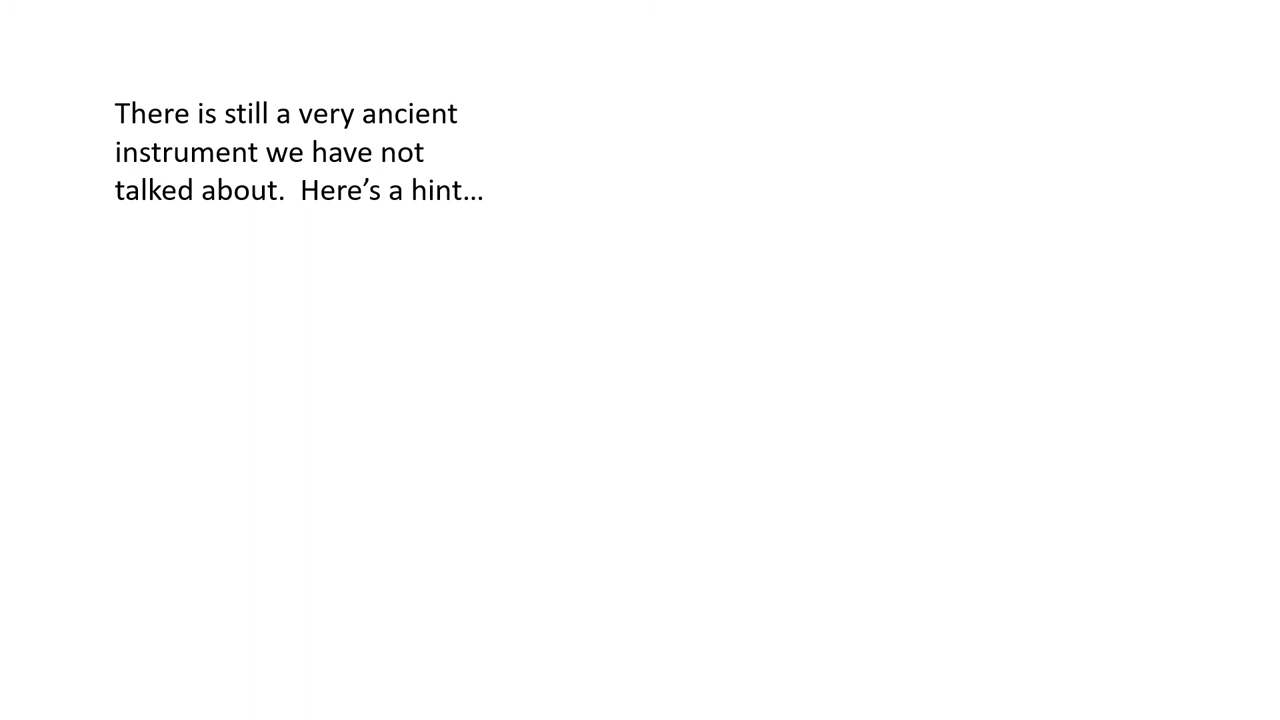 There is still a very ancient
instrument we have not
talked about.  Here’s a hint…